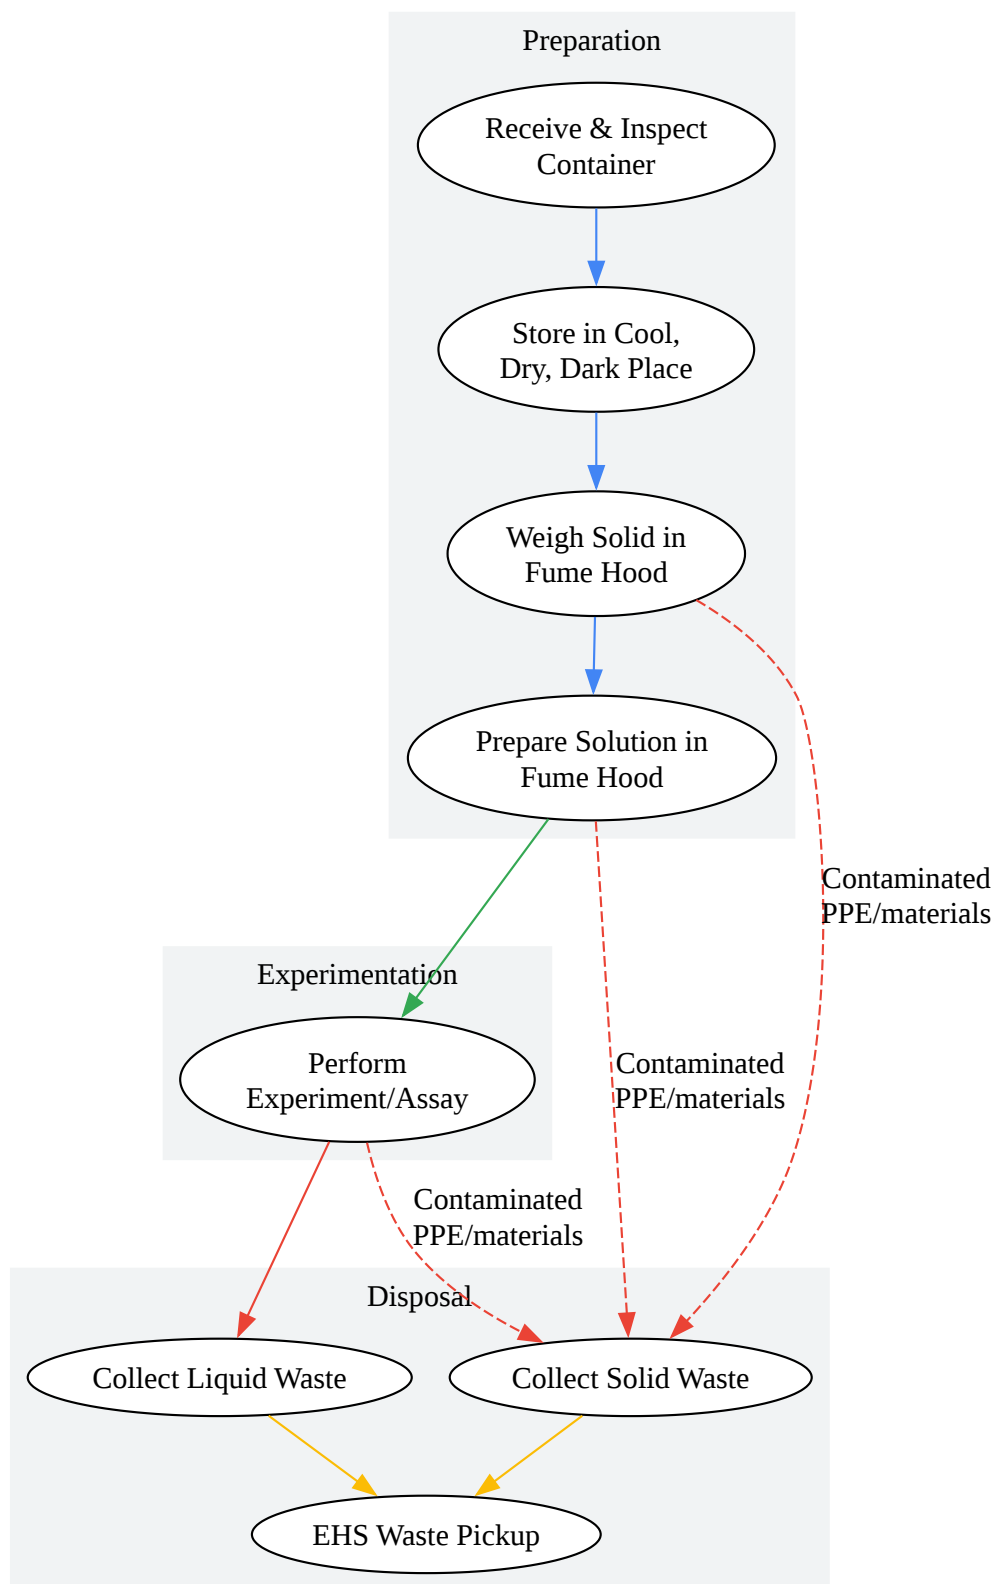 Preparation
Receive & Inspect
Container
Store in Cool,
Dry, Dark Place
Weigh Solid in
Fume Hood
Prepare Solution in
Fume Hood
Contaminated
PPE/materials
Experimentation
Perform
Experiment/Assay
Contaminated
PPE/materials
Contaminated
PPE/materials
Disposal
Collect Liquid Waste
Collect Solid Waste
EHS Waste Pickup